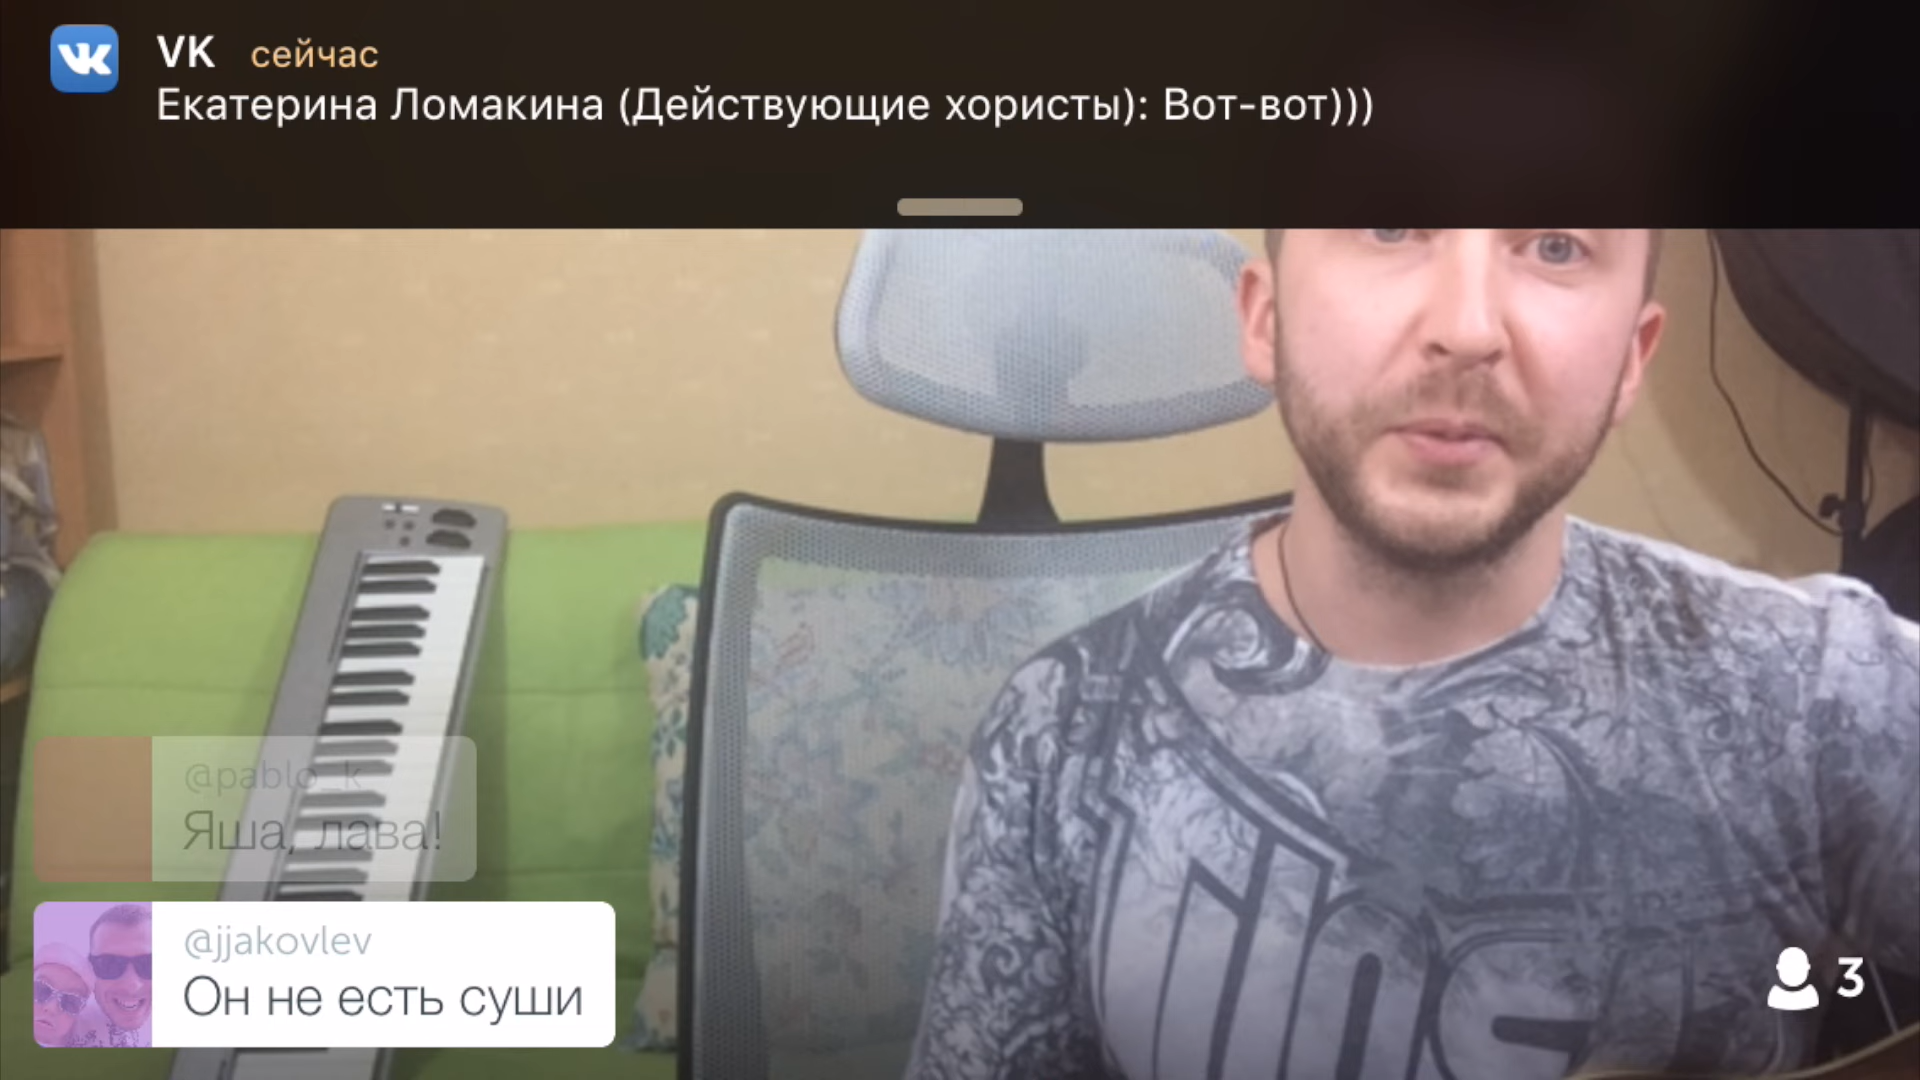 VK сейчас
Екатерина Ломакина (Действующие хористы): Вот-вот)))
@pablo_k
Яша, лава!
@jjakovlev
Он не есть суши
3